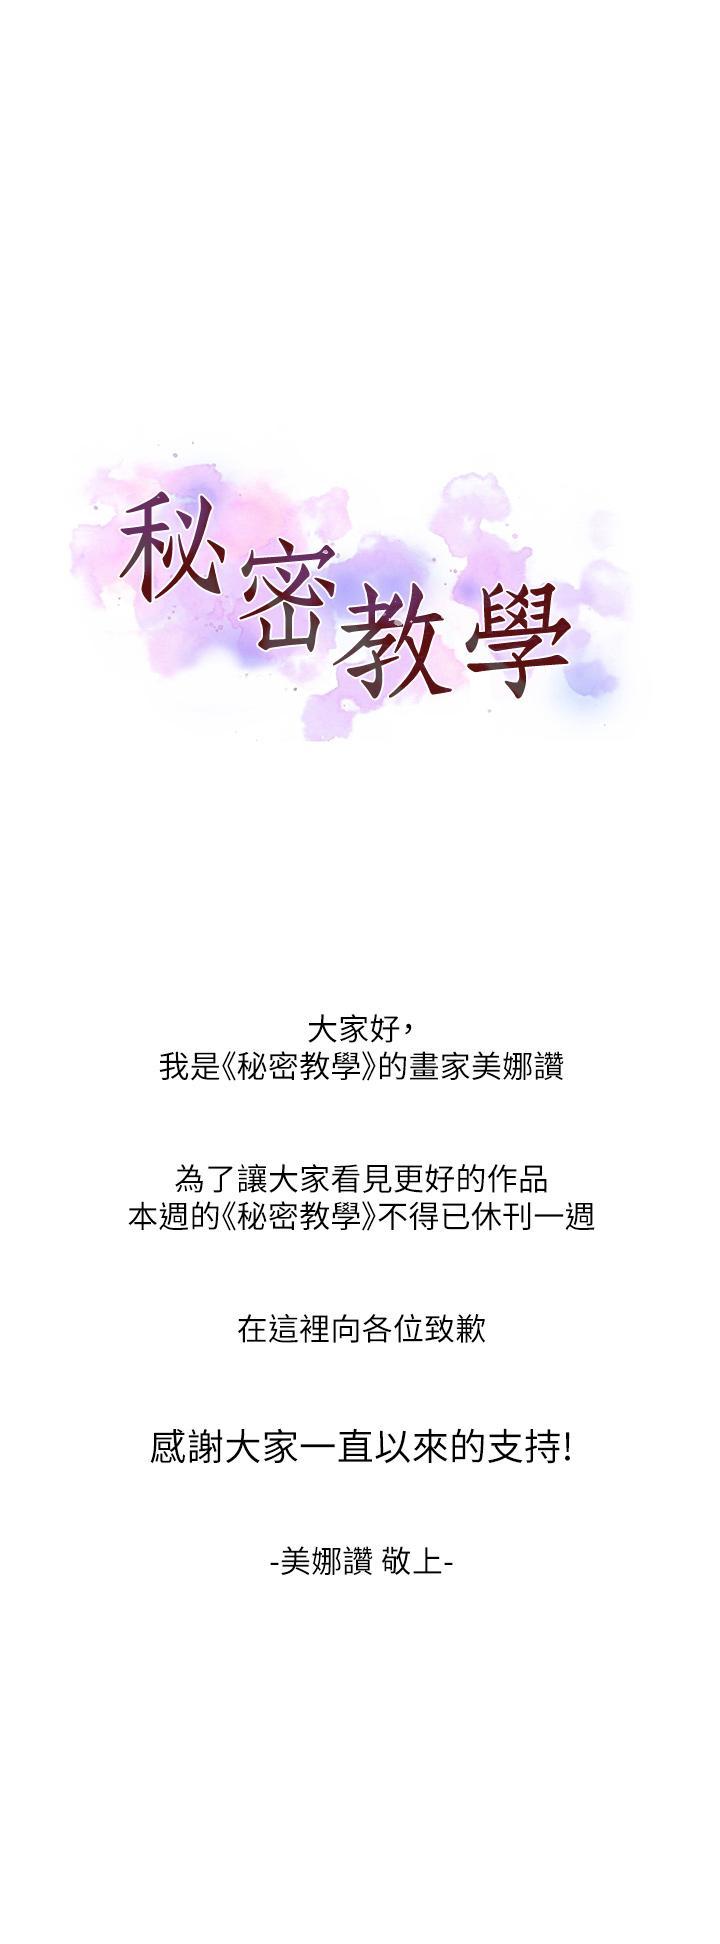 秘密教學
大家好，
我是《秘密教學》的畫家美娜讚
為了讓大家看見更好的作品
本週的《秘密教學》不得已休刊一週
在這裡向各位致歉
感謝大家一直以來的支持!
-美娜讚 敬上-